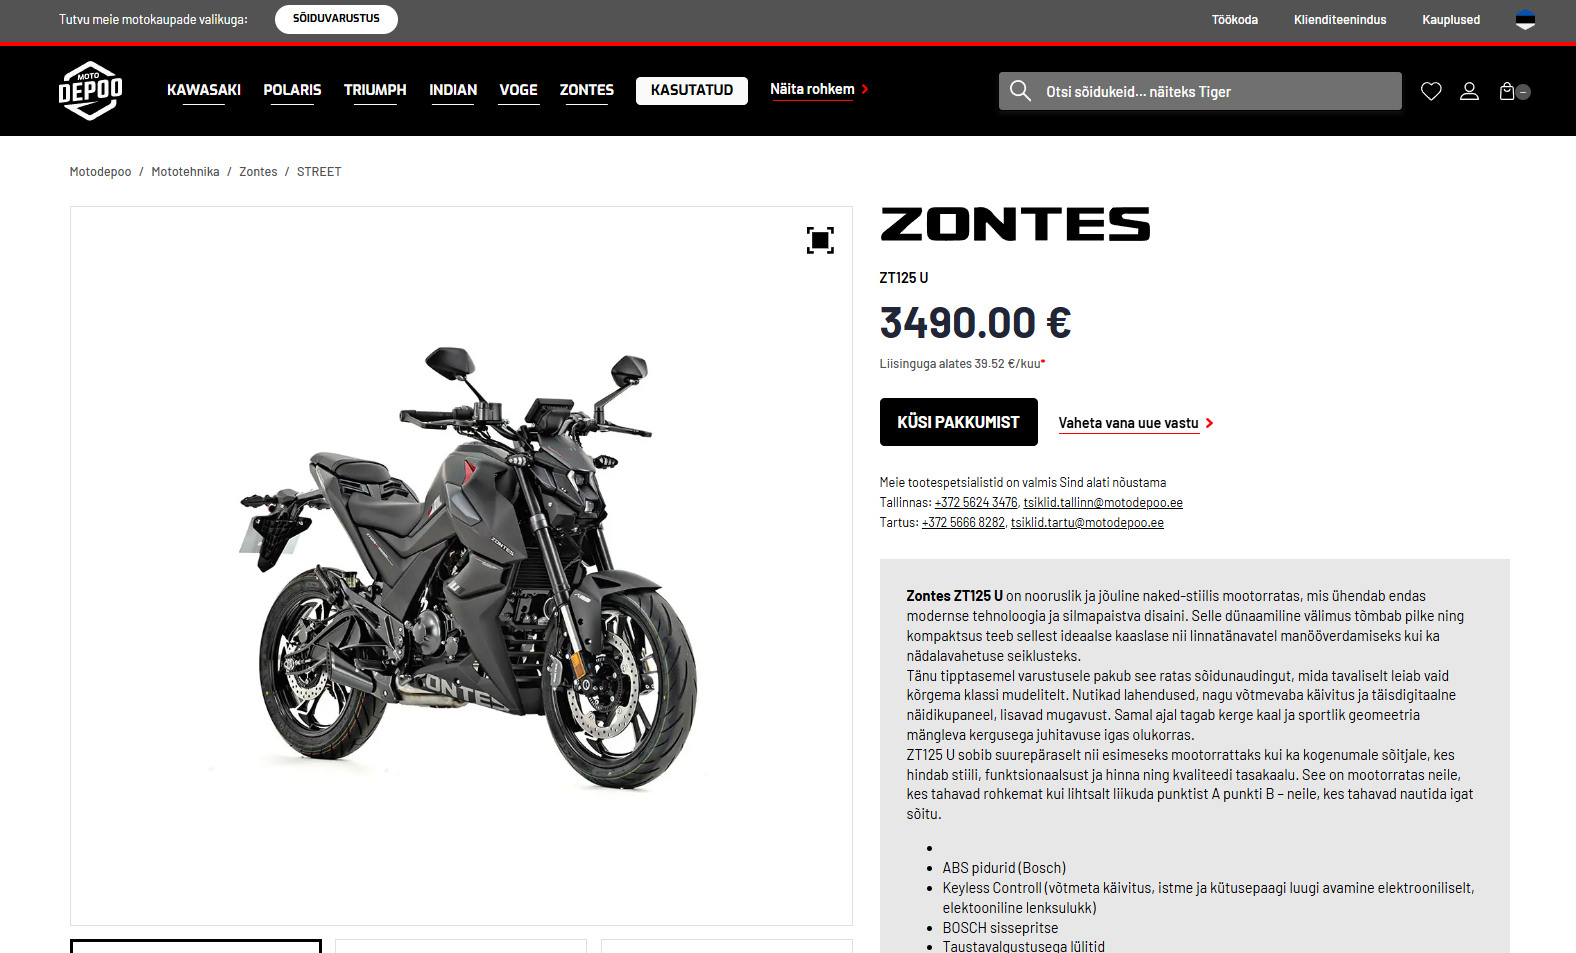 Tutvu meie motokaupade valikuga:
SÕIDUVARUSTUS
Töökoda
Klienditeenindus
Kauplused
MOTO
DEPOO
KAWASAKI
POLARIS
TRIUMPH
INDIAN
VOGE
ZONTES
KASUTATUD
Näita rohkem
Otsi sõidukeid... näiteks Tiger
Motodepoo / Mototehnika / Zontes / STREET
ZONTES
ZT125 U
3490.00 €
Liisinguga alates 39.52 €/kuu*
KÜSI PAKKUMIST
Vaheta vana uue vastu
Meie tootespetsialistid on valmis Sind alati nõustama
Tallinnas: +372 5624 3476, tsiklid.tallinn@motodepoo.ee
Tartus: +372 5666 8282, tsiklid.tartu@motodepoo.ee
Zontes ZT125 U on nooruslik ja jõuline naked-stiilis mootorratas, mis ühendab endas
modernse tehnoloogia ja silmapaistva disaini. Selle dünaamiline välimus tõmbab pilke ning
kompaktsus teeb sellest ideaalse kaaslase nii linnatänavatel manööverdamiseks kui ka
nädalavahetuse seiklusteks.
Tänu tipptasemel varustusele pakub see ratas sõidunaudingut, mida tavaliselt leiab vaid
kõrgema klassi mudelitelt. Nutikad lahendused, nagu võtmevaba käivitus ja täisdigitaalne
näidikupaneel, lisavad mugavust. Samal ajal tagab kerge kaal ja sportlik geomeetria
mängleva kergusega juhitavuse igas olukorras.
ZT125 U sobib suurepäraselt nii esimeseks mootorrattaks kui ka kogenumale sõitjale, kes
hindab stiili, funktsionaalsust ja hinna ning kvaliteedi tasakaalu. See on mootorratas neile,
kes tahavad rohkemat kui lihtsalt liikuda punktist A punkti B – neile, kes tahavad nautida igat
sõitu.
ABS pidurid (Bosch)
Keyless Controll (võtmeta käivitus, istme ja kütusepaagi luugi avamine elektrooniliselt,
elektooniline lenksulukk)
BOSCH sissepritse
Taustavalgustusega lülitid
ZONTES
ZONTES